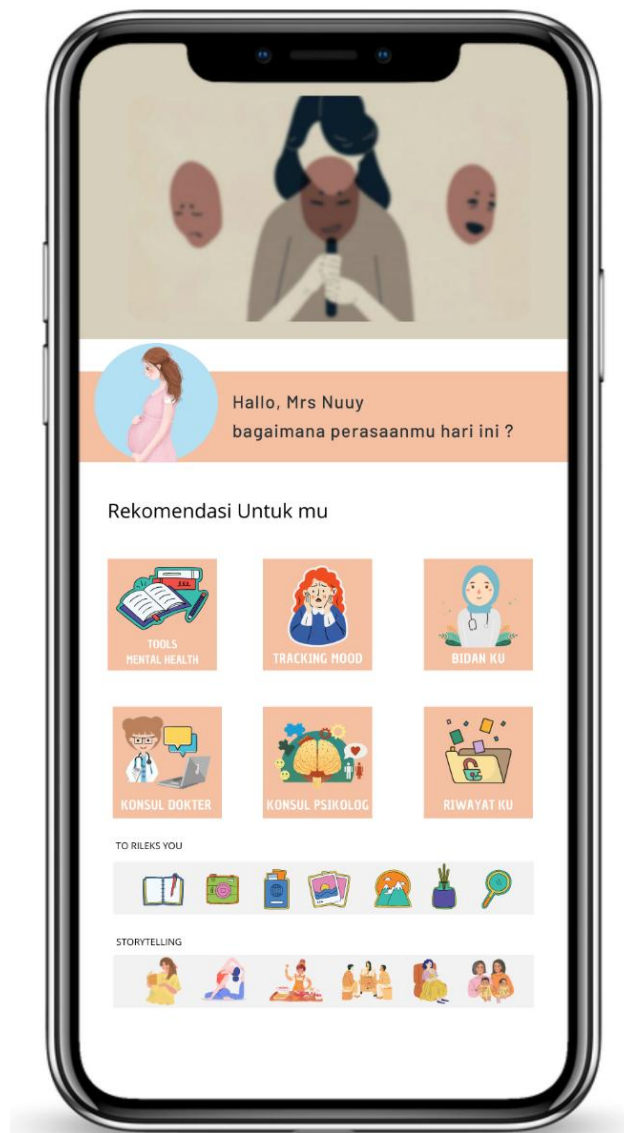 Hallo, Mrs Nuuy
bagaimana perasaanmu hari ini ?
Rekomendasi Untuk mu
TOOLS
MENTAL HEALTH
TRACKING MOOD
BIDAN KU
KONSUL DOKTER
KONSUL PSIKOLOG
RIWAYAT KU
TO RILEKS YOU
STORYTELLING